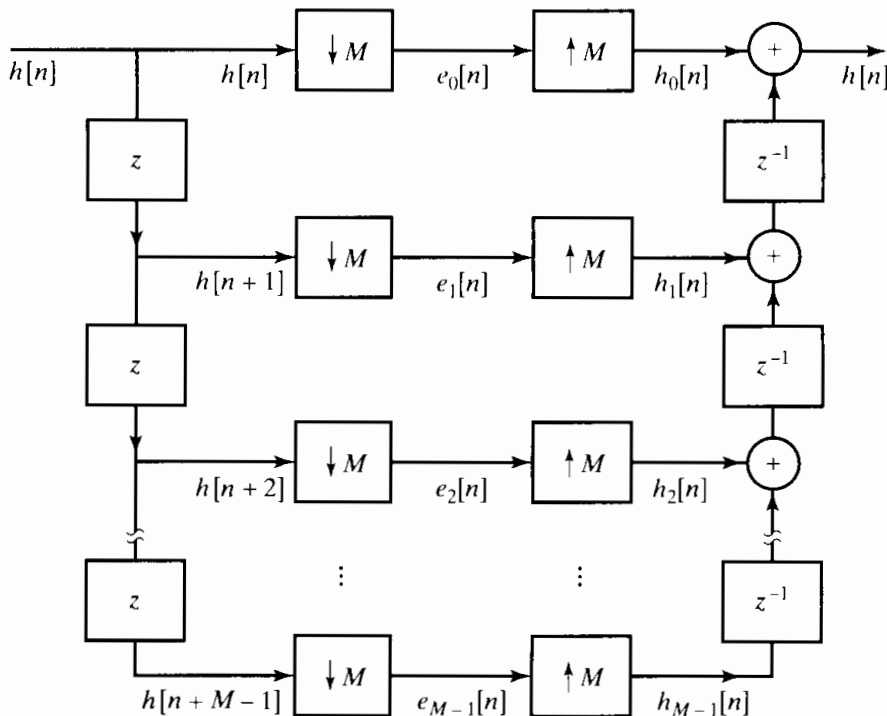 ↓ M
↑ M
+
h[n]
h[n]
e₀[n]
h₀[n]
h[n]
z
z⁻¹
↓ M
↑ M
+
h[n + 1]
e₁[n]
h₁[n]
z
z⁻¹
↓ M
↑ M
+
h[n + 2]
e₂[n]
h₂[n]
z
⋮
⋮
z⁻¹
↓ M
↑ M
h[n + M − 1]
e_{M − 1}[n]
h_{M − 1}[n]